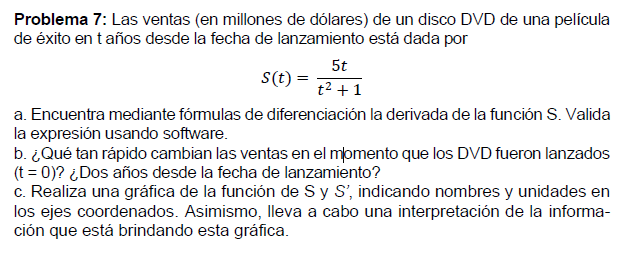 Problema 7: Las ventas (en millones de dólares) de un disco DVD de una película
de éxito en t años desde la fecha de lanzamiento está dada por
S(t) = 5t / (t² + 1)
a. Encuentra mediante fórmulas de diferenciación la derivada de la función S. Valida
la expresión usando software.
b. ¿Qué tan rápido cambian las ventas en el momento que los DVD fueron lanzados
(t = 0)? ¿Dos años desde la fecha de lanzamiento?
c. Realiza una gráfica de la función de S y S’, indicando nombres y unidades en
los ejes coordenados. Asimismo, lleva a cabo una interpretación de la informa-
ción que está brindando esta gráfica.